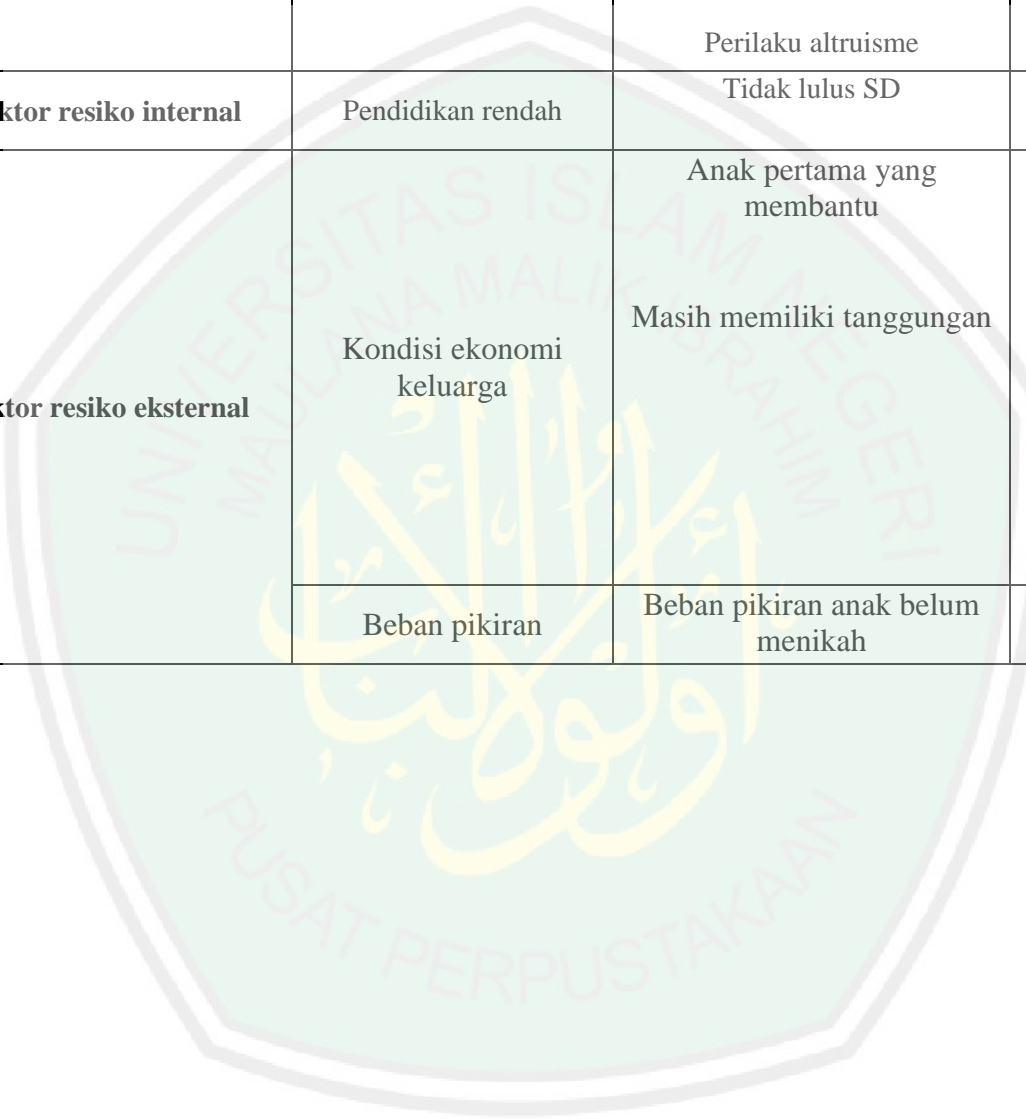 Perilaku altruisme
ktor resiko internal
Pendidikan rendah
Tidak lulus SD
ktor resiko eksternal
Kondisi ekonomi
keluarga
Anak pertama yang
membantu
Masih memiliki tanggungan
Beban pikiran
Beban pikiran anak belum
menikah
UNIVERSITAS ISLAM NEGERI
MAULANA MALIK IBRAHIM
PUSAT PERPUSTAKAAN